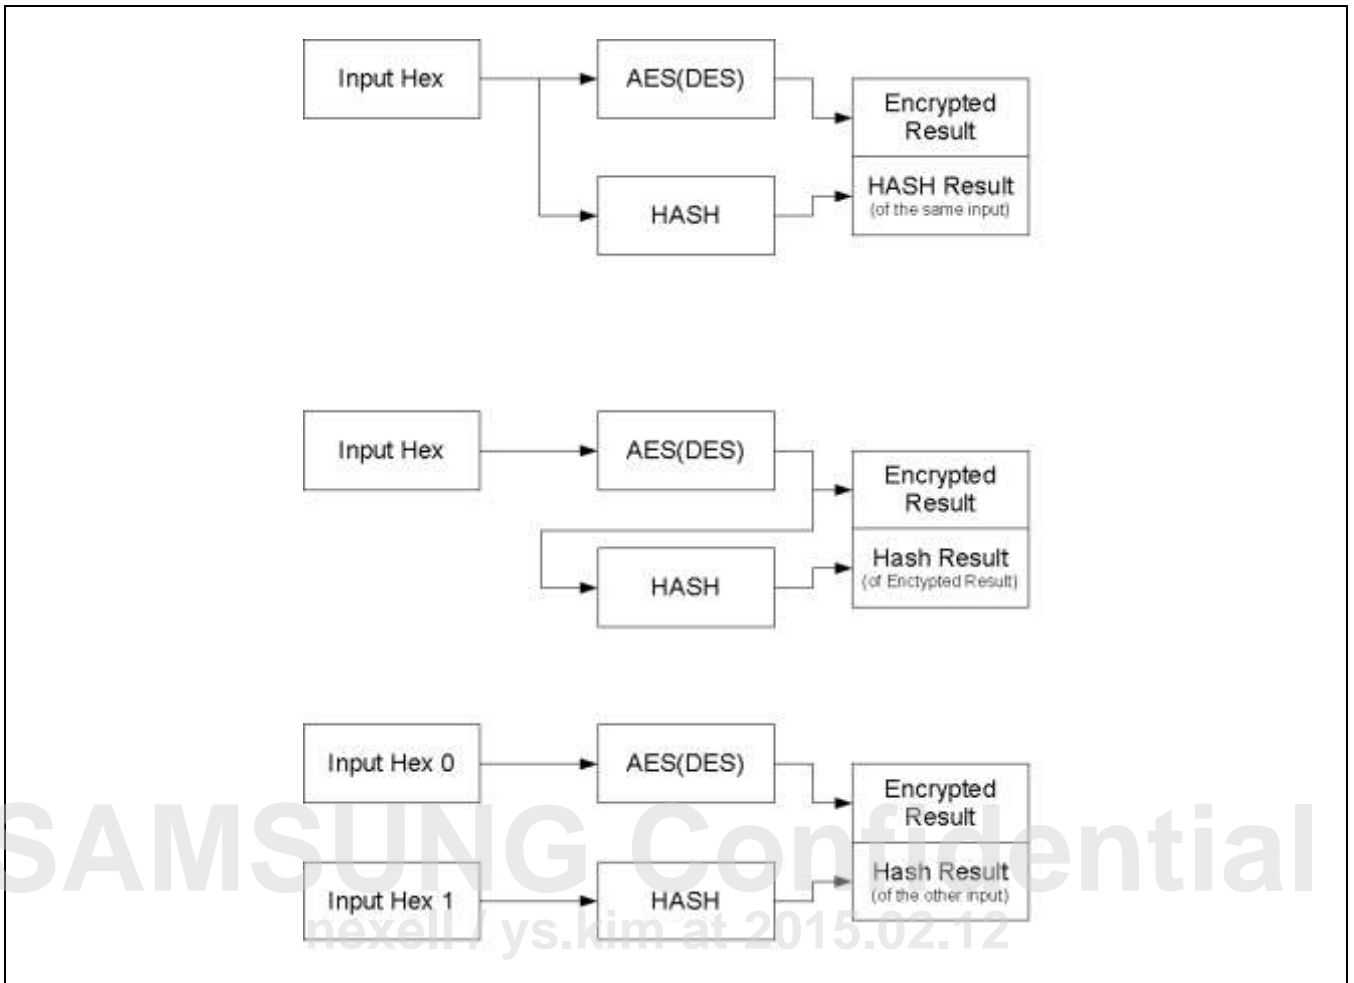 Input Hex
AES(DES)
Encrypted
Result
HASH
HASH Result
(of the same input)
Input Hex
AES(DES)
Encrypted
Result
HASH
Hash Result
(of Enctypted Result)
Input Hex 0
AES(DES)
Encrypted
Result
SAMSUNG Confidential
Input Hex 1
HASH
Hash Result
(of the other input)
nexell / ys.kim at 2015.02.12